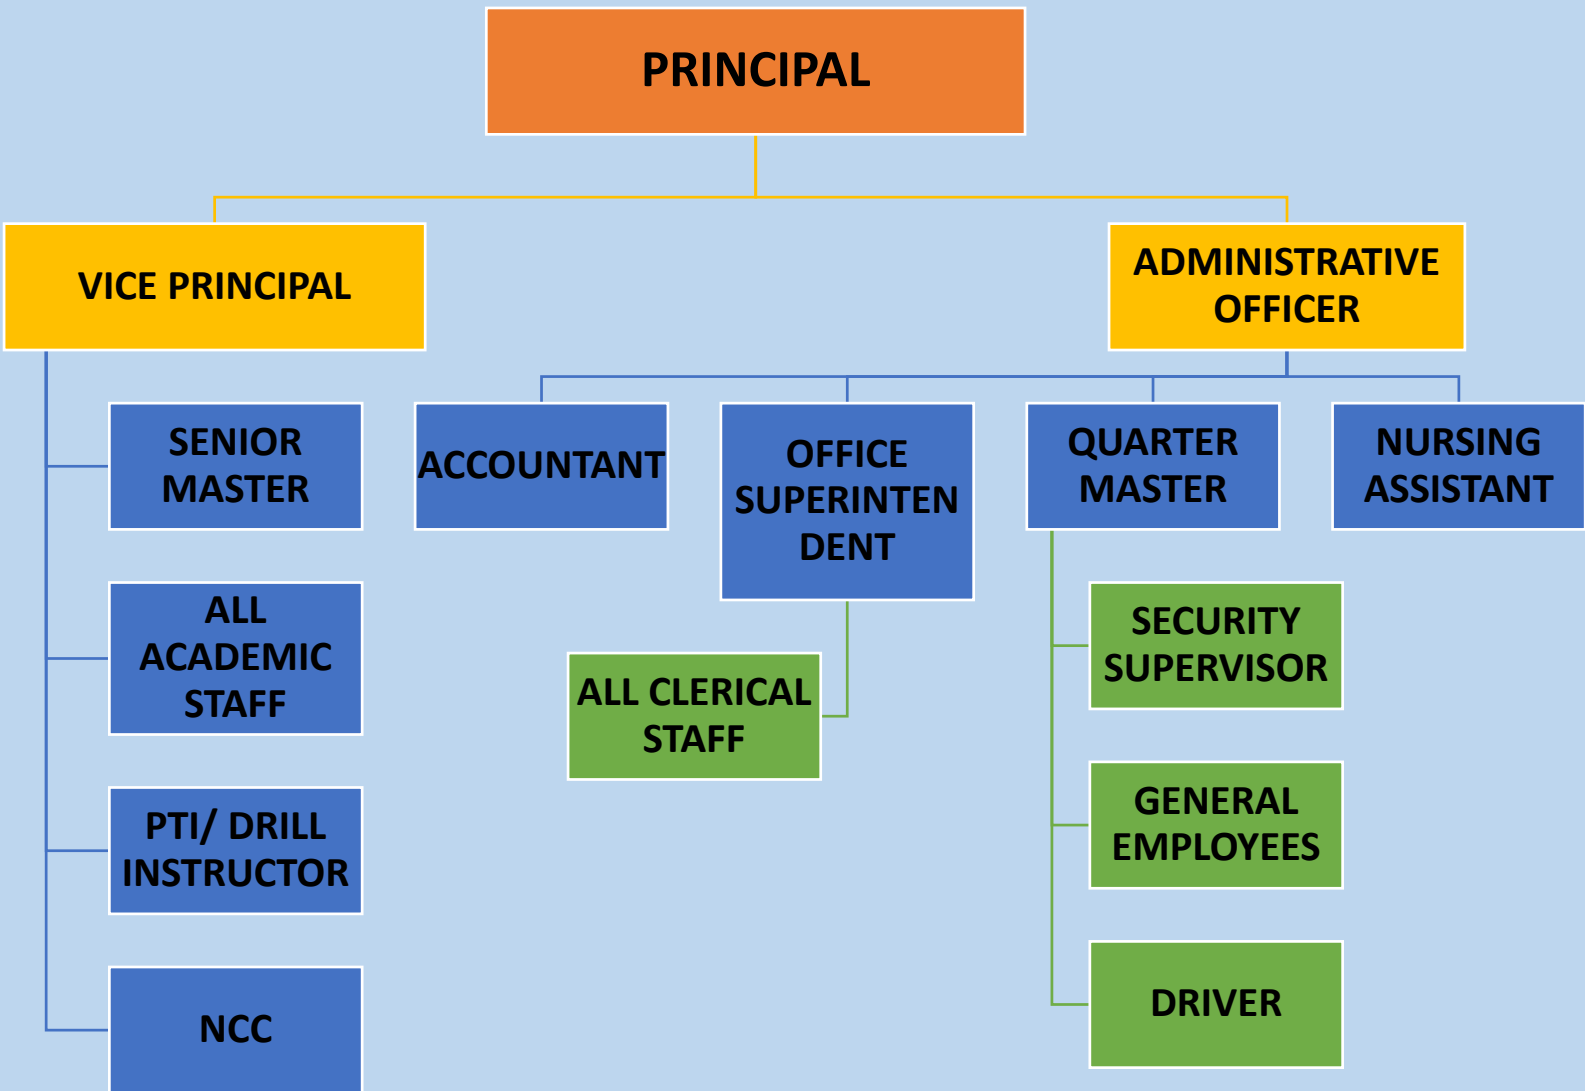 PRINCIPAL
VICE PRINCIPAL
ADMINISTRATIVE
OFFICER
SENIOR
MASTER
ALL
ACADEMIC
STAFF
PTI/ DRILL
INSTRUCTOR
NCC
ACCOUNTANT
OFFICE
SUPERINTEN
DENT
ALL CLERICAL
STAFF
QUARTER
MASTER
SECURITY
SUPERVISOR
GENERAL
EMPLOYEES
DRIVER
NURSING
ASSISTANT